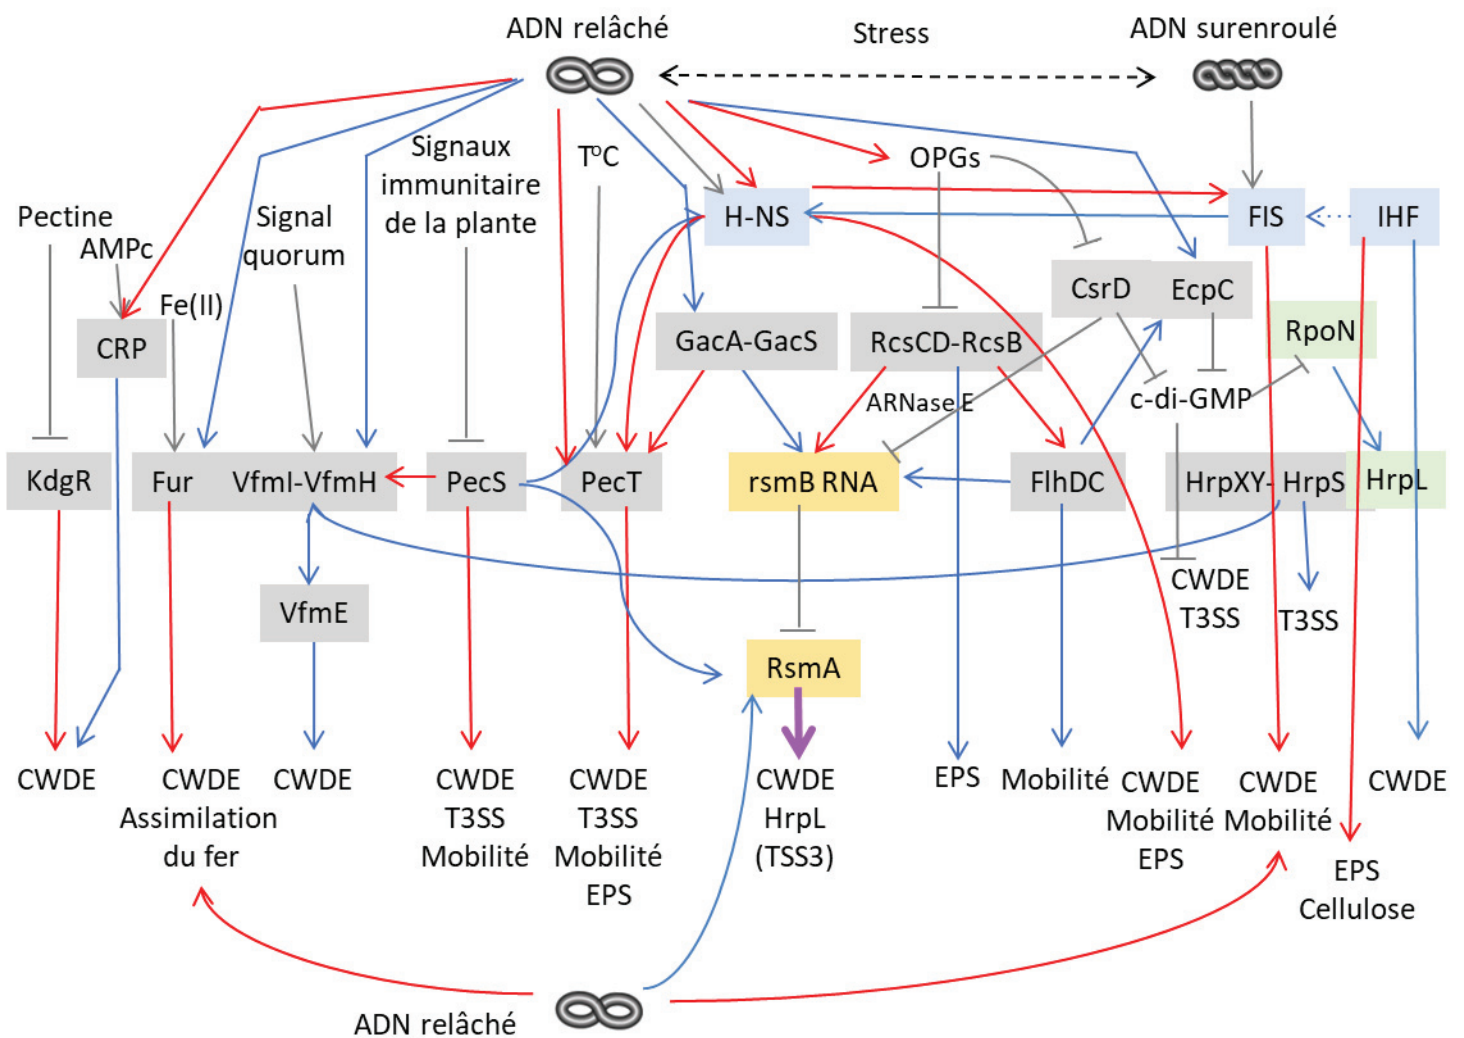 ADN relâché
Stress
ADN surenroulé
Signaux
immunitaire
de la plante
T°C
OPGs
Pectine
AMPc
Signal
quorum
H-NS
FIS
IHF
Fe(II)
CsrD
EcpC
CRP
GacA-GacS
RcsCD-RcsB
RpoN
ARNase E
c-di-GMP
KdgR
Fur
VfmI-VfmH
PecS
PecT
rsmB RNA
FlhDC
HrpXY- HrpS
HrpL
VfmE
CWDE
T3SS
T3SS
RsmA
CWDE
CWDE
Assimilation
du fer
CWDE
CWDE
T3SS
Mobilité
CWDE
T3SS
Mobilité
EPS
CWDE
HrpL
(TSS3)
EPS
Mobilité
CWDE
Mobilité
EPS
CWDE
Mobilité
EPS
Cellulose
CWDE
ADN relâché